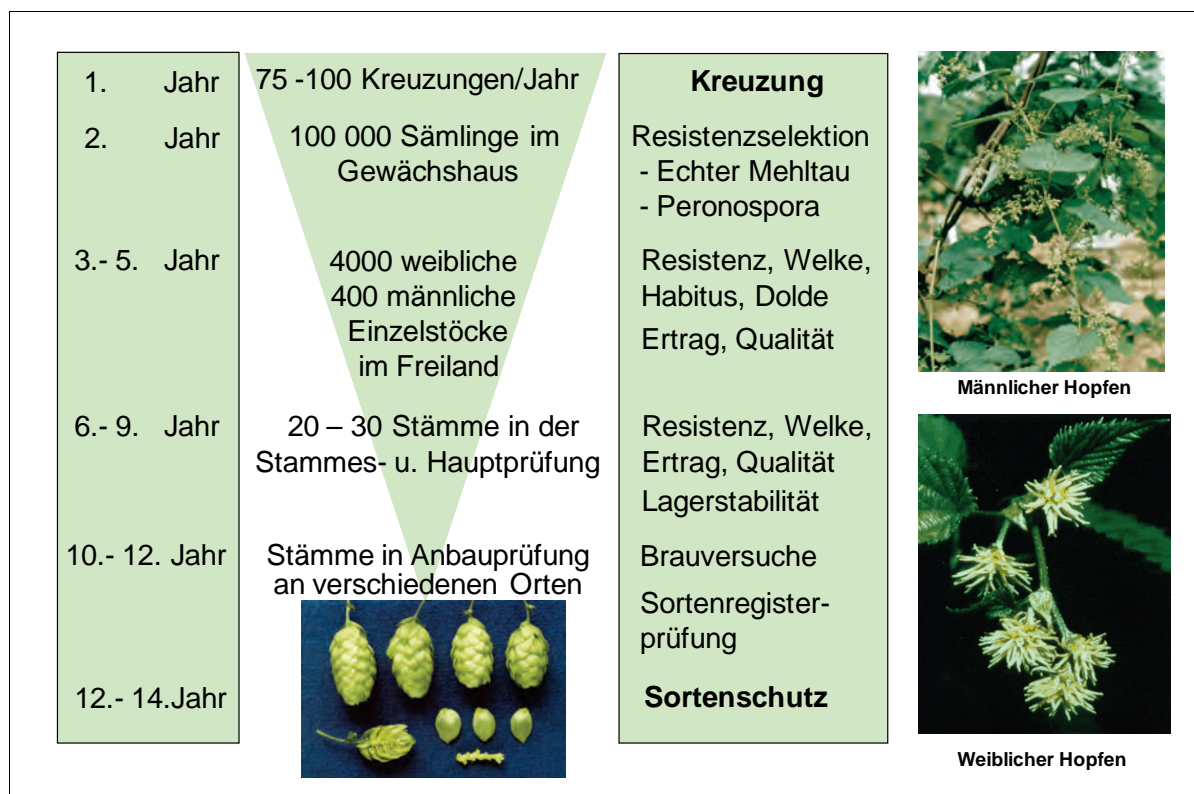 1. Jahr
75 -100 Kreuzungen/Jahr
Kreuzung
2. Jahr
100 000 Sämlinge im
Gewächshaus
Resistenzselektion
- Echter Mehltau
- Peronospora
3.- 5. Jahr
4000 weibliche
400 männliche
Einzelstöcke
im Freiland
Resistenz, Welke,
Habitus, Dolde
Ertrag, Qualität
Männlicher Hopfen
6.- 9. Jahr
20 – 30 Stämme in der
Stammes- u. Hauptprüfung
Resistenz, Welke,
Ertrag, Qualität
Lagerstabilität
10.- 12. Jahr
Stämme in Anbauprüfung
an verschiedenen Orten
Brauversuche
Sortenregister-
prüfung
12.- 14.Jahr
Sortenschutz
Weiblicher Hopfen